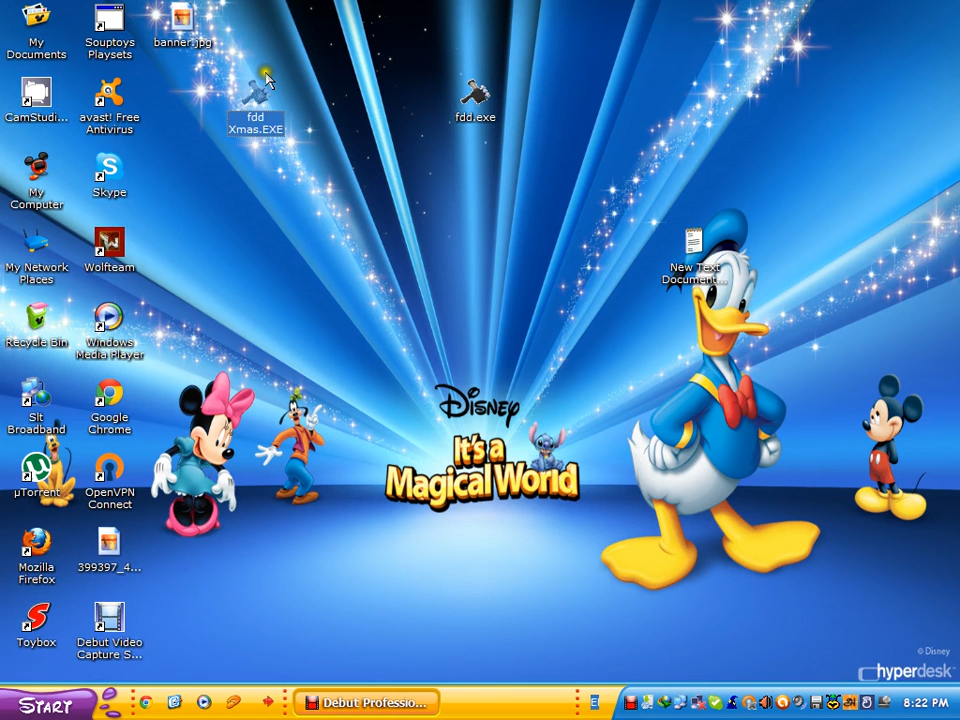 My
Documents
Souptoys
Playsets
banner.jpg
CamStudi...
avast! Free
Antivirus
fdd
Xmas.EXE
fdd.exe
My
Computer
Skype
My Network
Places
Wolfteam
New Text
Document...
Recycle Bin
Windows
Media Player
Slt
Broadband
Google
Chrome
µTorrent
OpenVPN
Connect
Mozilla
Firefox
399397_4...
Toybox
Debut Video
Capture S...
Disney
It's a
Magical World
© Disney
hyperdesk
START
Debut Professio...
8:22 PM